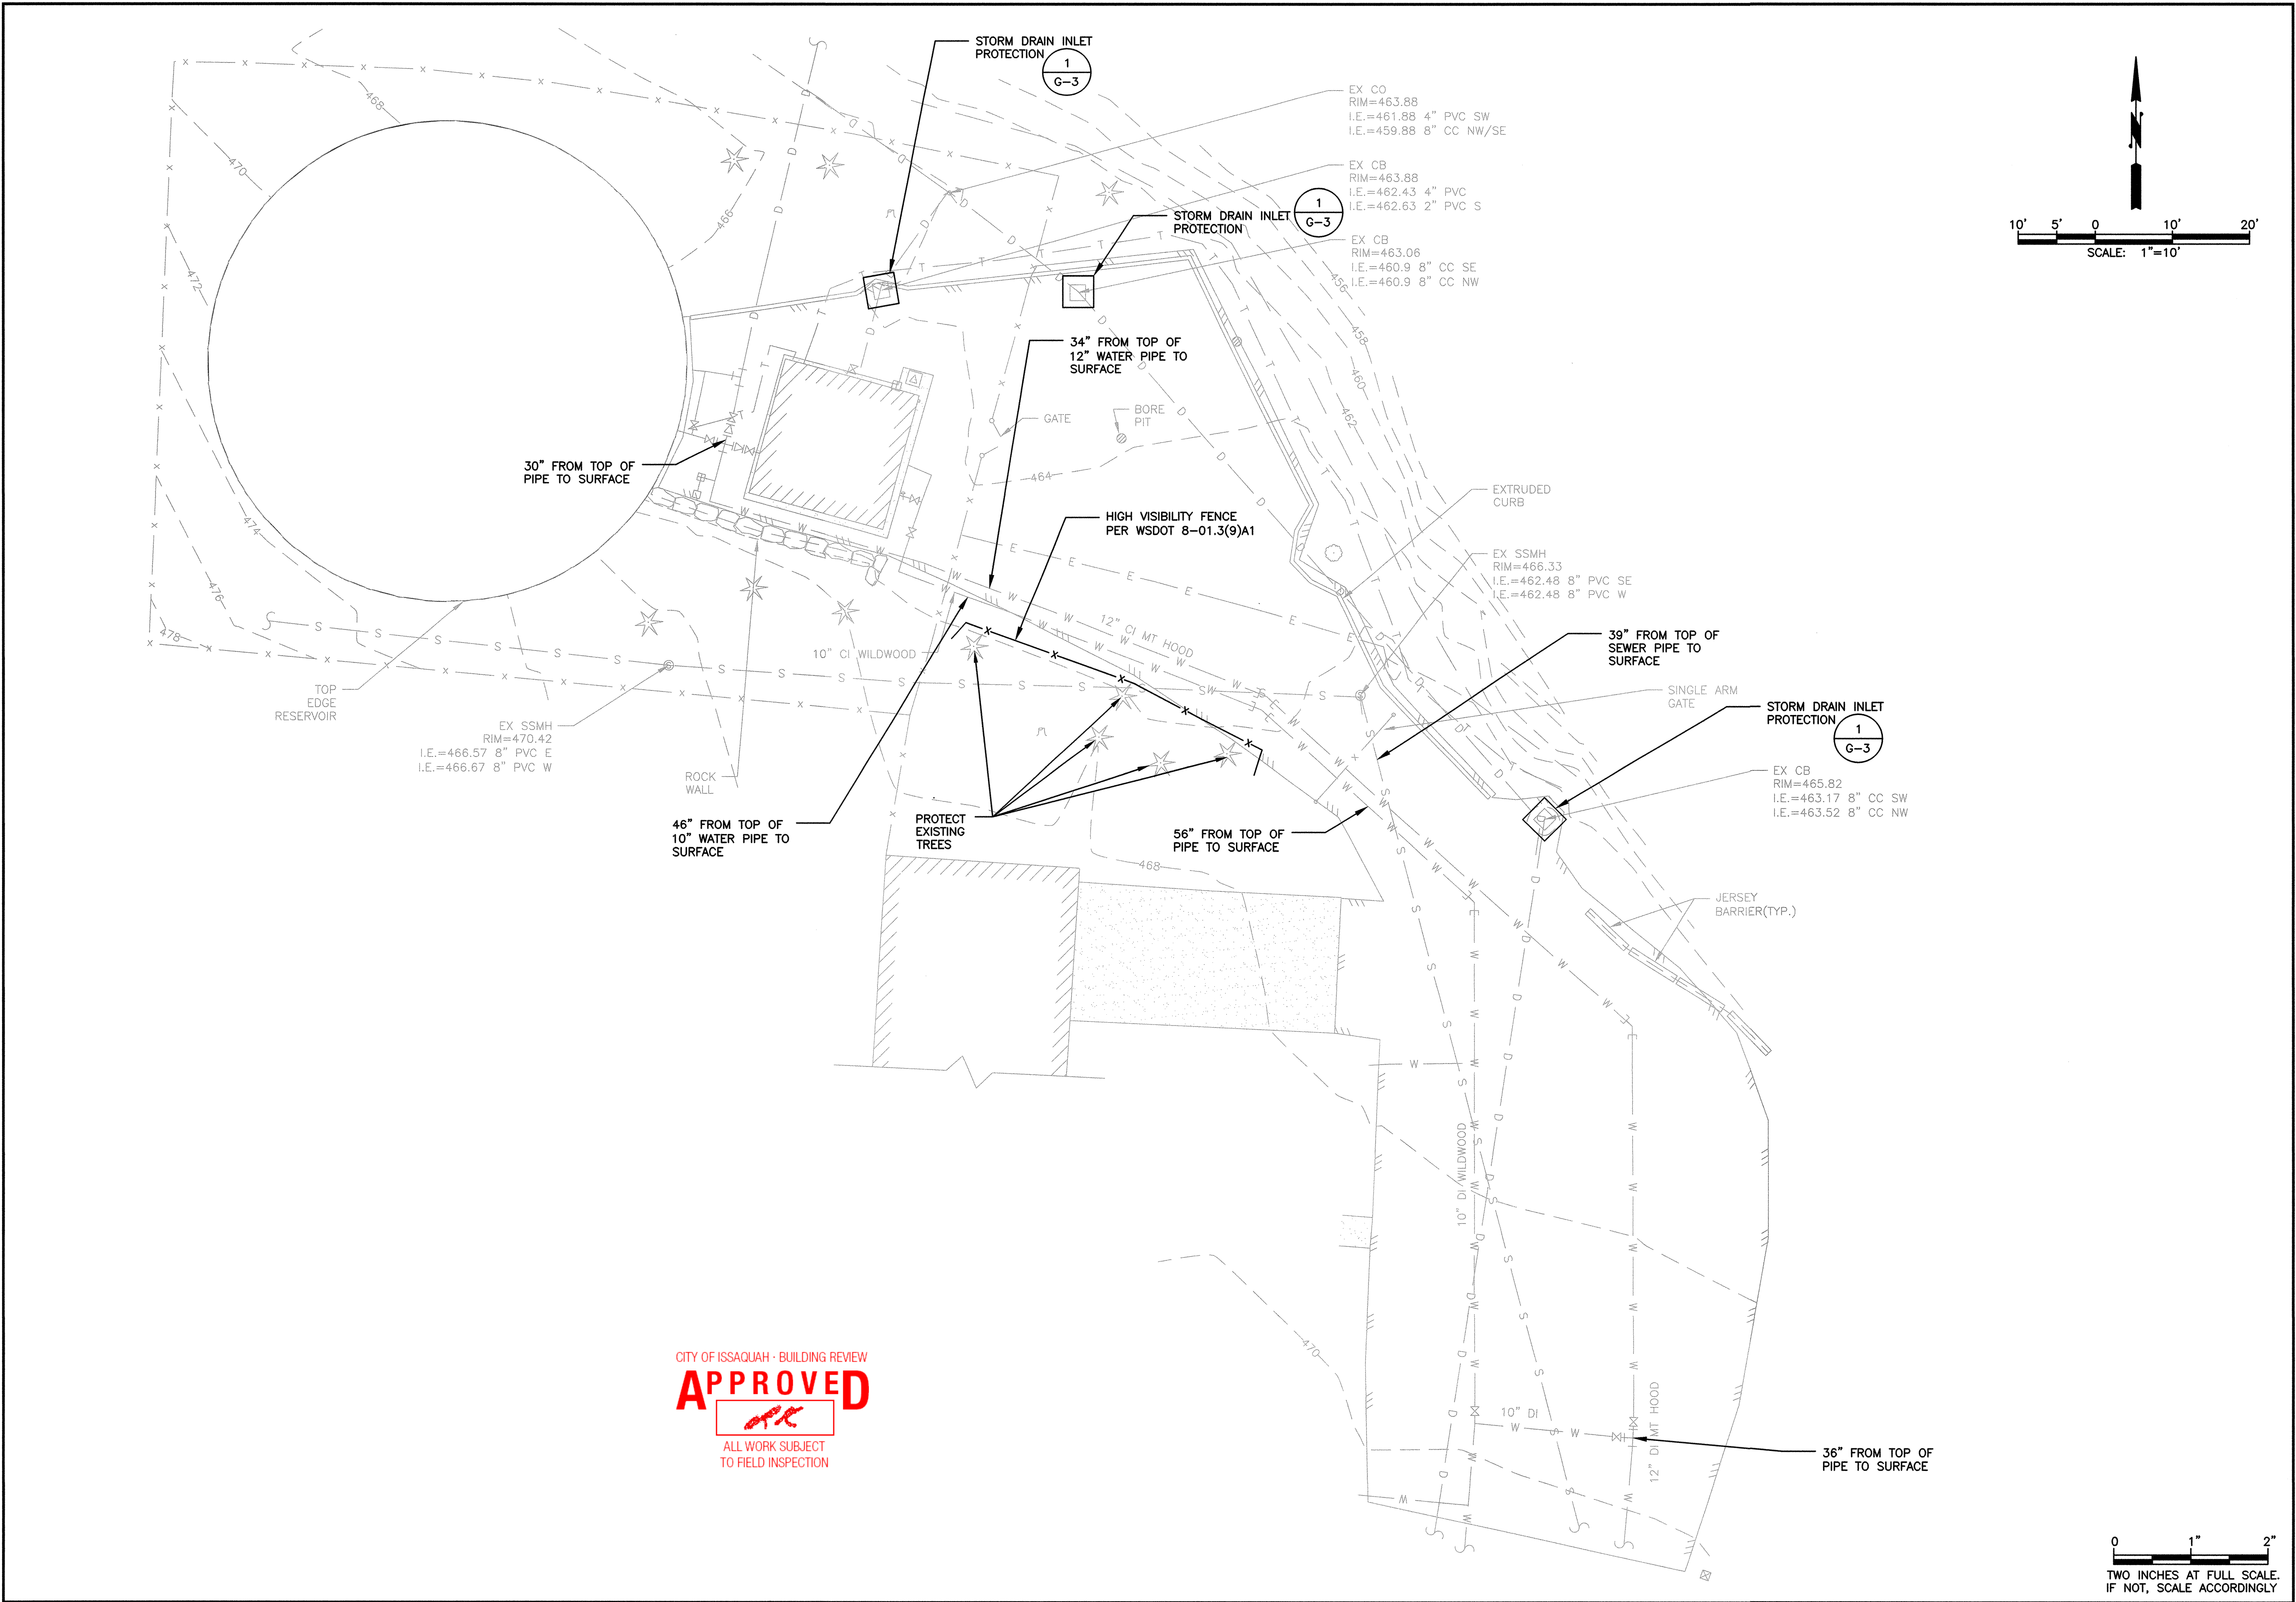 STORM DRAIN INLET
PROTECTION
1
G-3
EX CO
RIM=463.88
I.E.=461.88 4" PVC SW
I.E.=459.88 8" CC NW/SE
EX CB
RIM=463.88
I.E.=462.43 4" PVC
I.E.=462.63 2" PVC S
STORM DRAIN INLET
PROTECTION
1
G-3
EX CB
RIM=463.06
I.E.=460.9 8" CC SE
I.E.=460.9 8" CC NW
N
10' 5' 0 10' 20'
SCALE: 1"=10'
468
470
466
472
474
476
478
456
458
460
462
464
34" FROM TOP OF
12" WATER PIPE TO
SURFACE
GATE
BORE
PIT
30" FROM TOP OF
PIPE TO SURFACE
HIGH VISIBILITY FENCE
PER WSDOT 8-01.3(9)A1
EXTRUDED
CURB
EX SSMH
RIM=466.33
I.E.=462.48 8" PVC SE
I.E.=462.48 8" PVC W
12" CI MT HOOD
10" CI WILDWOOD
39" FROM TOP OF
SEWER PIPE TO
SURFACE
SINGLE ARM
GATE
STORM DRAIN INLET
PROTECTION
1
G-3
TOP
EDGE
RESERVOIR
EX SSMH
RIM=470.42
I.E.=466.57 8" PVC E
I.E.=466.67 8" PVC W
ROCK
WALL
EX CB
RIM=465.82
I.E.=463.17 8" CC SW
I.E.=463.52 8" CC NW
46" FROM TOP OF
10" WATER PIPE TO
SURFACE
PROTECT
EXISTING
TREES
56" FROM TOP OF
PIPE TO SURFACE
468
JERSEY
BARRIER(TYP.)
10" DI WILDWOOD
470
10" DI
12" DI MT HOOD
36" FROM TOP OF
PIPE TO SURFACE
CITY OF ISSAQUAH · BUILDING REVIEW
APPROVED
ALL WORK SUBJECT
TO FIELD INSPECTION
0 1" 2"
TWO INCHES AT FULL SCALE.
IF NOT, SCALE ACCORDINGLY